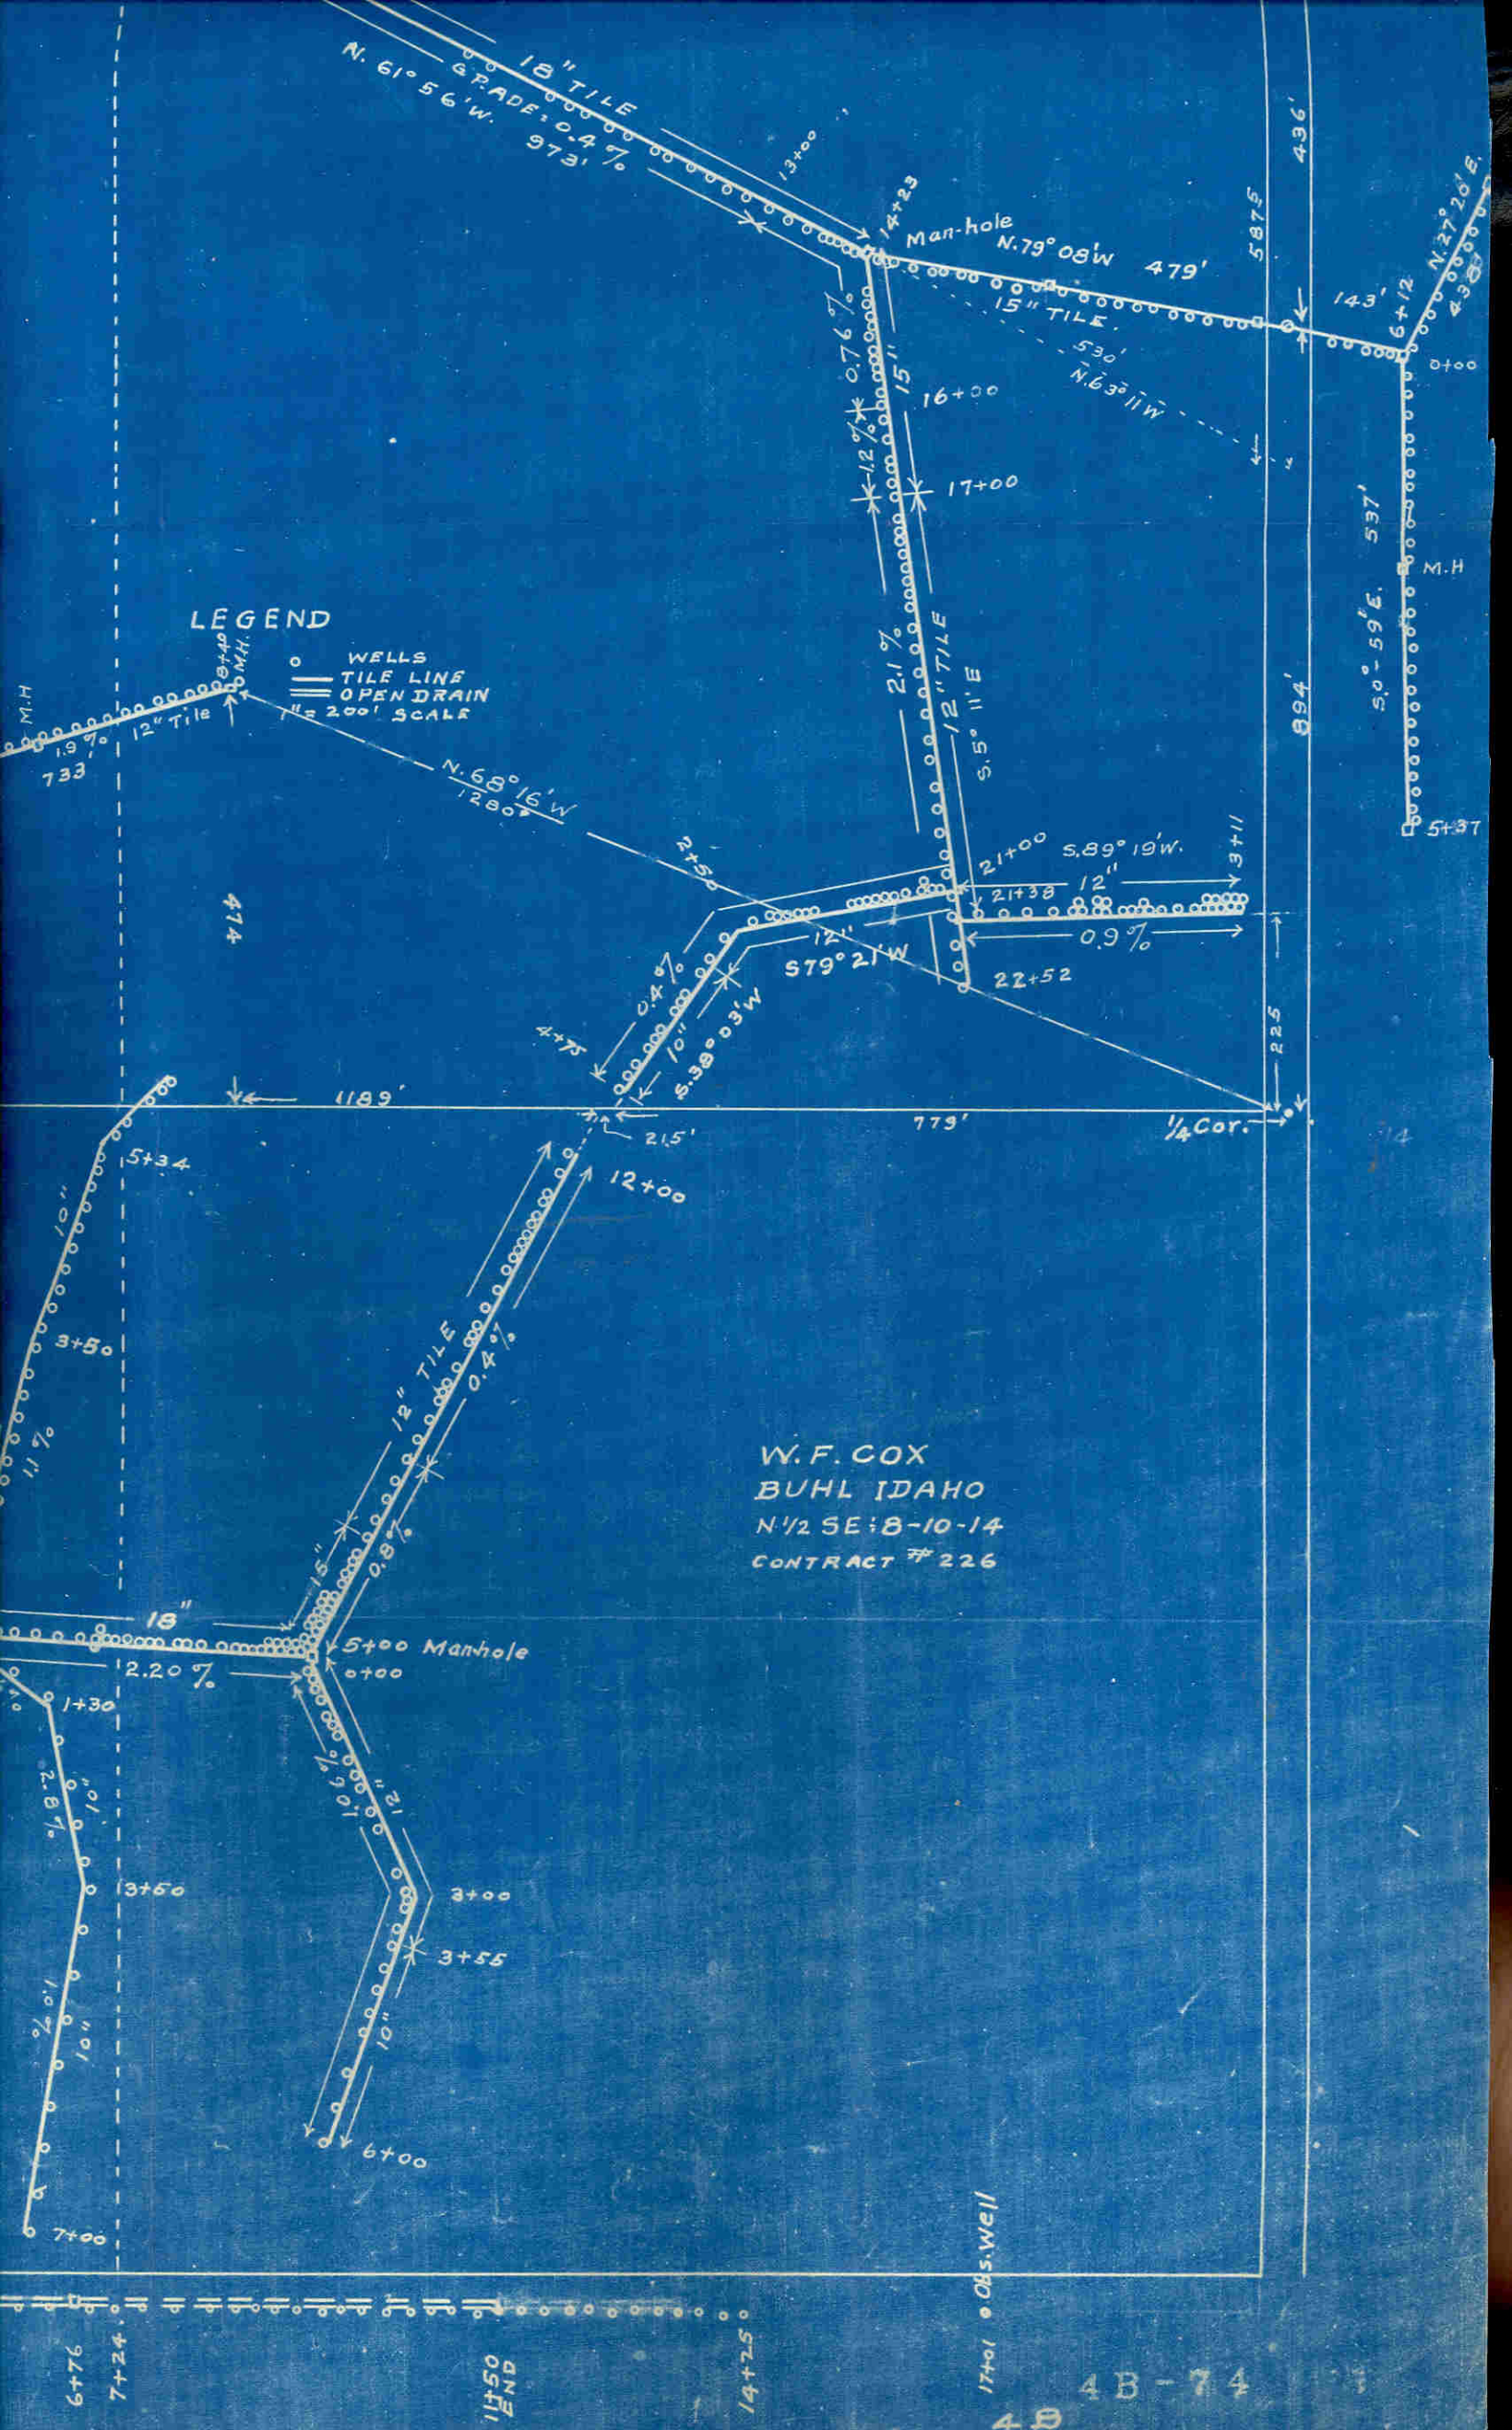 18" TILE
GRADE = 0.4 %
N. 61° 56' W.
973'
13+00
14+23
Man-hole
N.79° 08' W 479'
15" TILE.
530'
N.63° 11' W
5875
436'
143'
6+12
N.27° 20' E.
438'
0+00
0.76 %
15"
16+00
1.2 %
17+00
2.1 %
12" TILE
S.5° 11' E
537'
S.0° - 59' E.
M.H
5+37
894'
LEGEND
WELLS
TILE LINE
OPEN DRAIN
1" = 200' SCALE
8+40
M.H.
M.H
1.9 %
12" Tile
733'
N.68° 16' W
1280'
474
2+5
21+00
S.89° 19' W.
3+11
21+38
12"
0.9 %
12"
S79° 21' W
22+52
0.4 %
10"
S.38° 03' W
4+75
225
1189'
21.5'
779'
1/4 Cor.
5+34
10"
3+50
1.1 %
12+00
12" TILE
0.4 %
15"
0.8 %
W. F. COX
BUHL IDAHO
N 1/2 SE: 8-10-14
CONTRACT # 226
18"
2.20 %
5+00 Manhole
0+00
1+30
10"
2.8 %
3+50
1.0 %
10"
7+00
.90 %
12"
3+00
3+55
10"
6+00
6+76
7+24
11+50
END
14+25
17+01 Obs. Well
4B-74
4B